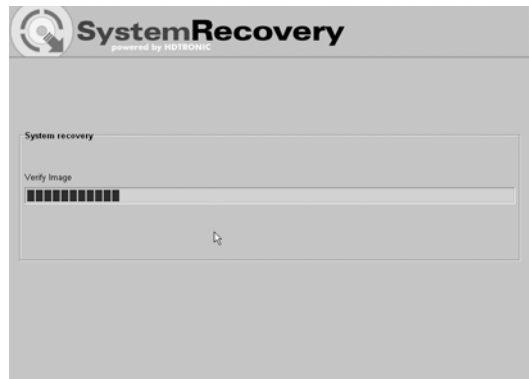 SystemRecovery
powered by HDTRONIC
System recovery
Verify Image